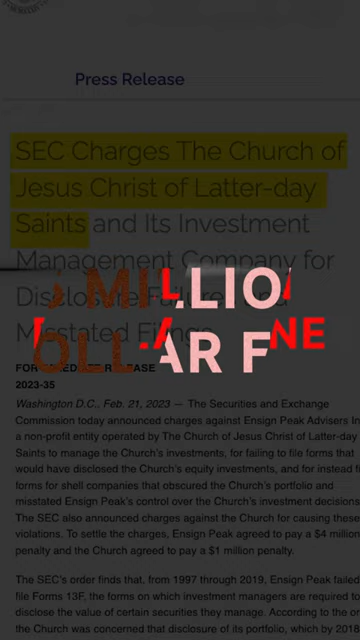 Press Release
SEC Charges The Church of
Jesus Christ of Latter-day
Saints and Its Investment
Management Company for
MILLION
Misstated Filings
FOR IMMEDIATE RELEASE
2023-35
Washington D.C., Feb. 21, 2023 — The Securities and Exchange
Commission today announced charges against Ensign Peak Advisers In
a non-profit entity operated by The Church of Jesus Christ of Latter-day
Saints to manage the Church's investments, for failing to file forms that
would have disclosed the Church's equity investments, and for instead f
forms for shell companies that obscured the Church's portfolio and
misstated Ensign Peak's control over the Church's investment decisions
The SEC also announced charges against the Church for causing these
violations. To settle the charges, Ensign Peak agreed to pay a $4 million
penalty and the Church agreed to pay a $1 million penalty.
The SEC's order finds that, from 1997 through 2019, Ensign Peak failed
file Forms 13F, the forms on which investment managers are required to
disclose the value of certain securities they manage. According to the or
the Church was concerned that disclosure of its portfolio, which by 2018